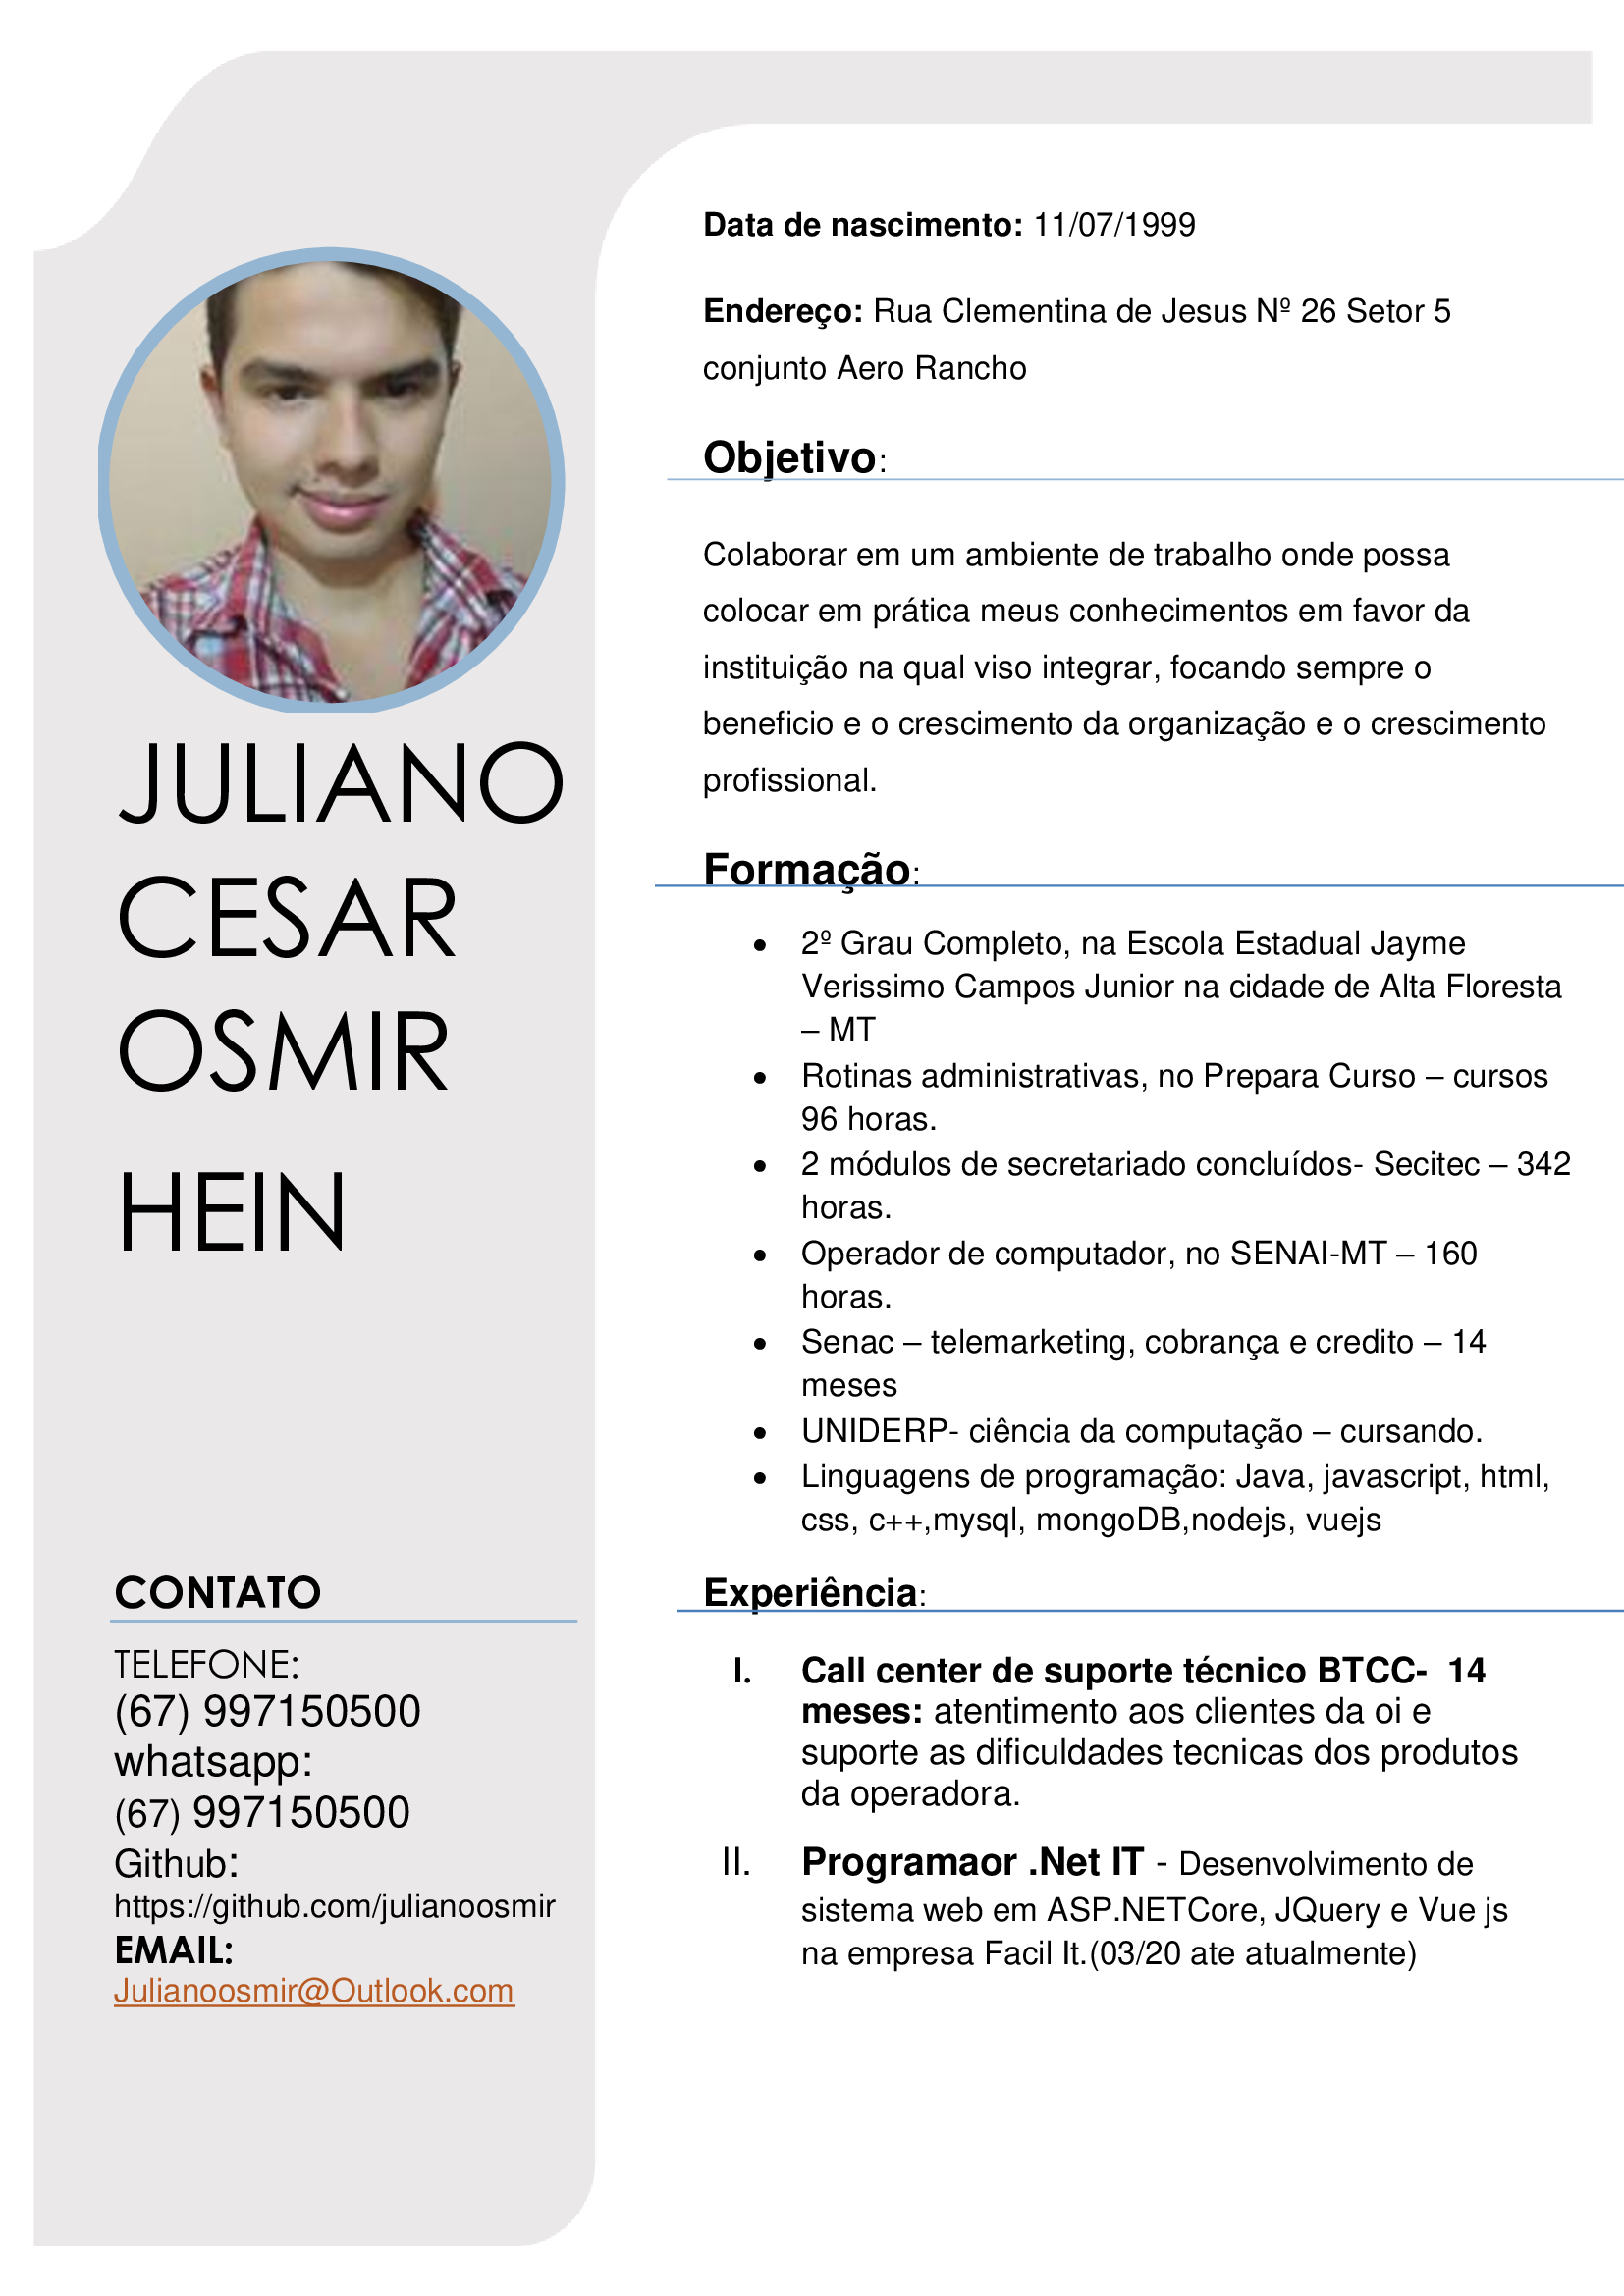 JULIANO
CESAR
OSMIR
HEIN
CONTATO
TELEFONE:
(67) 997150500
whatsapp:
(67) 997150500
Github:
https://github.com/julianoosmir
EMAIL:
Julianoosmir@Outlook.com
Data de nascimento: 11/07/1999
Endereço: Rua Clementina de Jesus Nº 26 Setor 5
conjunto Aero Rancho
Objetivo:
Colaborar em um ambiente de trabalho onde possa
colocar em prática meus conhecimentos em favor da
instituição na qual viso integrar, focando sempre o
beneficio e o crescimento da organização e o crescimento
profissional.
Formação:
• 2º Grau Completo, na Escola Estadual Jayme
Verissimo Campos Junior na cidade de Alta Floresta
– MT
• Rotinas administrativas, no Prepara Curso – cursos
96 horas.
• 2 módulos de secretariado concluídos- Secitec – 342
horas.
• Operador de computador, no SENAI-MT – 160
horas.
• Senac – telemarketing, cobrança e credito – 14
meses
• UNIDERP- ciência da computação – cursando.
• Linguagens de programação: Java, javascript, html,
css, c++,mysql, mongoDB,nodejs, vuejs
Experiência:
I. Call center de suporte técnico BTCC- 14
meses: atentimento aos clientes da oi e
suporte as dificuldades tecnicas dos produtos
da operadora.
II. Programaor .Net IT - Desenvolvimento de
sistema web em ASP.NETCore, JQuery e Vue js
na empresa Facil It.(03/20 ate atualmente)